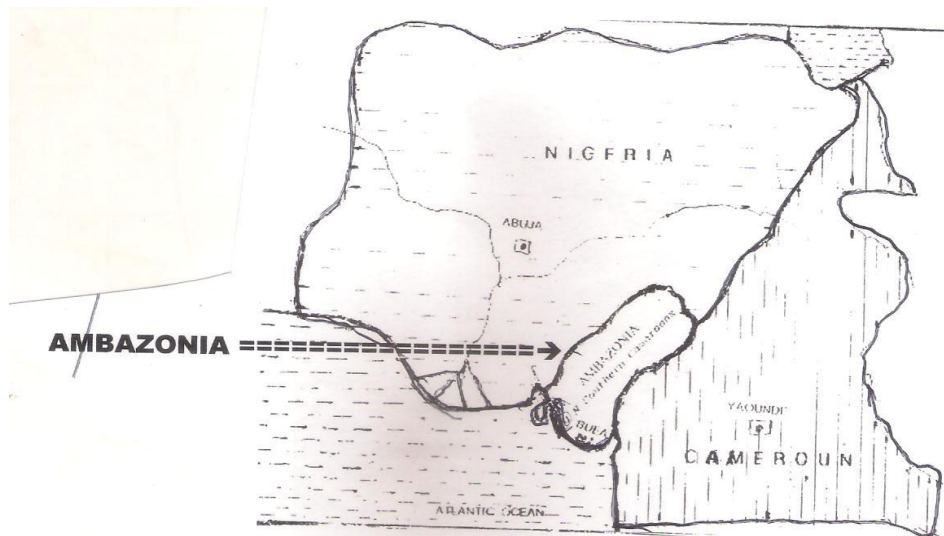 NIGERIA
ABUJA
AMBAZONIA ==================>
AMBAZONIA
Southern Cameroons
BUEA
YAOUNDE
CAMEROUN
ATLANTIC OCEAN